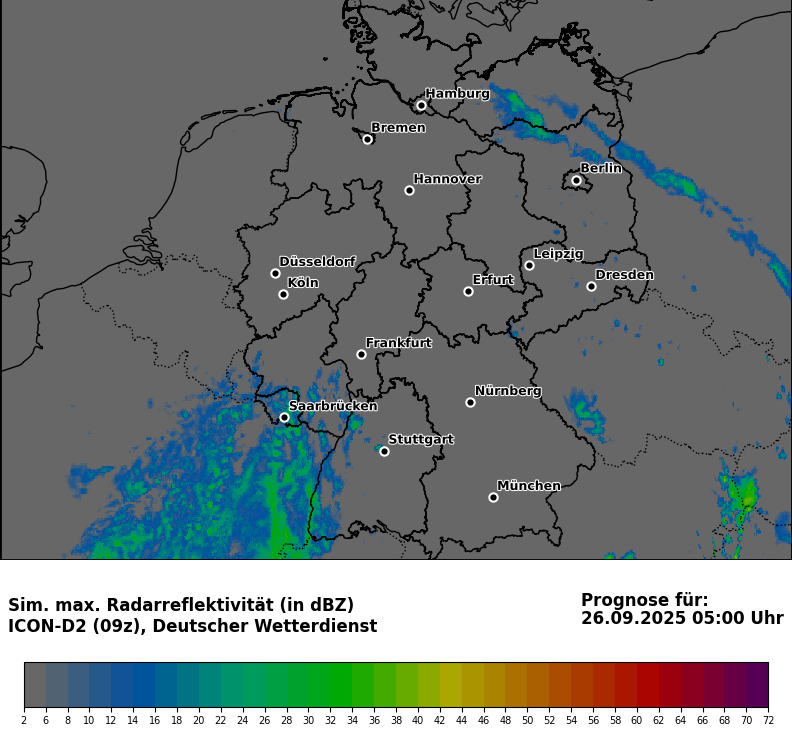 Hamburg
Bremen
Berlin
Hannover
Leipzig
Düsseldorf
Dresden
Köln
Erfurt
Frankfurt
Nürnberg
Saarbrücken
Stuttgart
München
Sim. max. Radarreflektivität (in dBZ)
ICON-D2 (09z), Deutscher Wetterdienst
Prognose für:
26.09.2025 05:00 Uhr
2 6 8 10 12 14 16 18 20 22 24 26 28 30 32 34 36 38 40 42 44 46 48 50 52 54 56 58 60 62 64 66 68 70 72